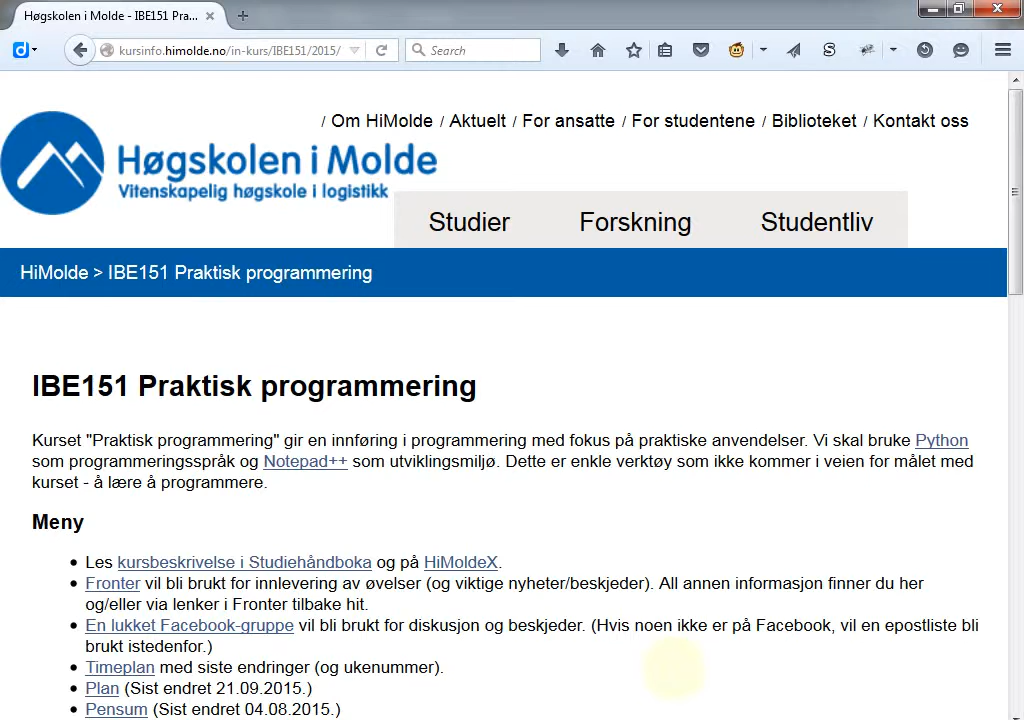 Høgskolen i Molde - IBE151 Pra...
kursinfo.himolde.no/in-kurs/IBE151/2015/
Search
/ Om HiMolde / Aktuelt / For ansatte / For studentene / Biblioteket / Kontakt oss
Høgskolen i Molde
Vitenskapelig høgskole i logistikk
Studier Forskning Studentliv
HiMolde > IBE151 Praktisk programmering
IBE151 Praktisk programmering
Kurset "Praktisk programmering" gir en innføring i programmering med fokus på praktiske anvendelser. Vi skal bruke Python
som programmeringsspråk og Notepad++ som utviklingsmiljø. Dette er enkle verktøy som ikke kommer i veien for målet med
kurset - å lære å programmere.
Meny
• Les kursbeskrivelse i Studiehåndboka og på HiMoldeX.
• Fronter vil bli brukt for innlevering av øvelser (og viktige nyheter/beskjeder). All annen informasjon finner du her
og/eller via lenker i Fronter tilbake hit.
• En lukket Facebook-gruppe vil bli brukt for diskusjon og beskjeder. (Hvis noen ikke er på Facebook, vil en epostliste bli
brukt istedenfor.)
• Timeplan med siste endringer (og ukenummer).
• Plan (Sist endret 21.09.2015.)
• Pensum (Sist endret 04.08.2015.)